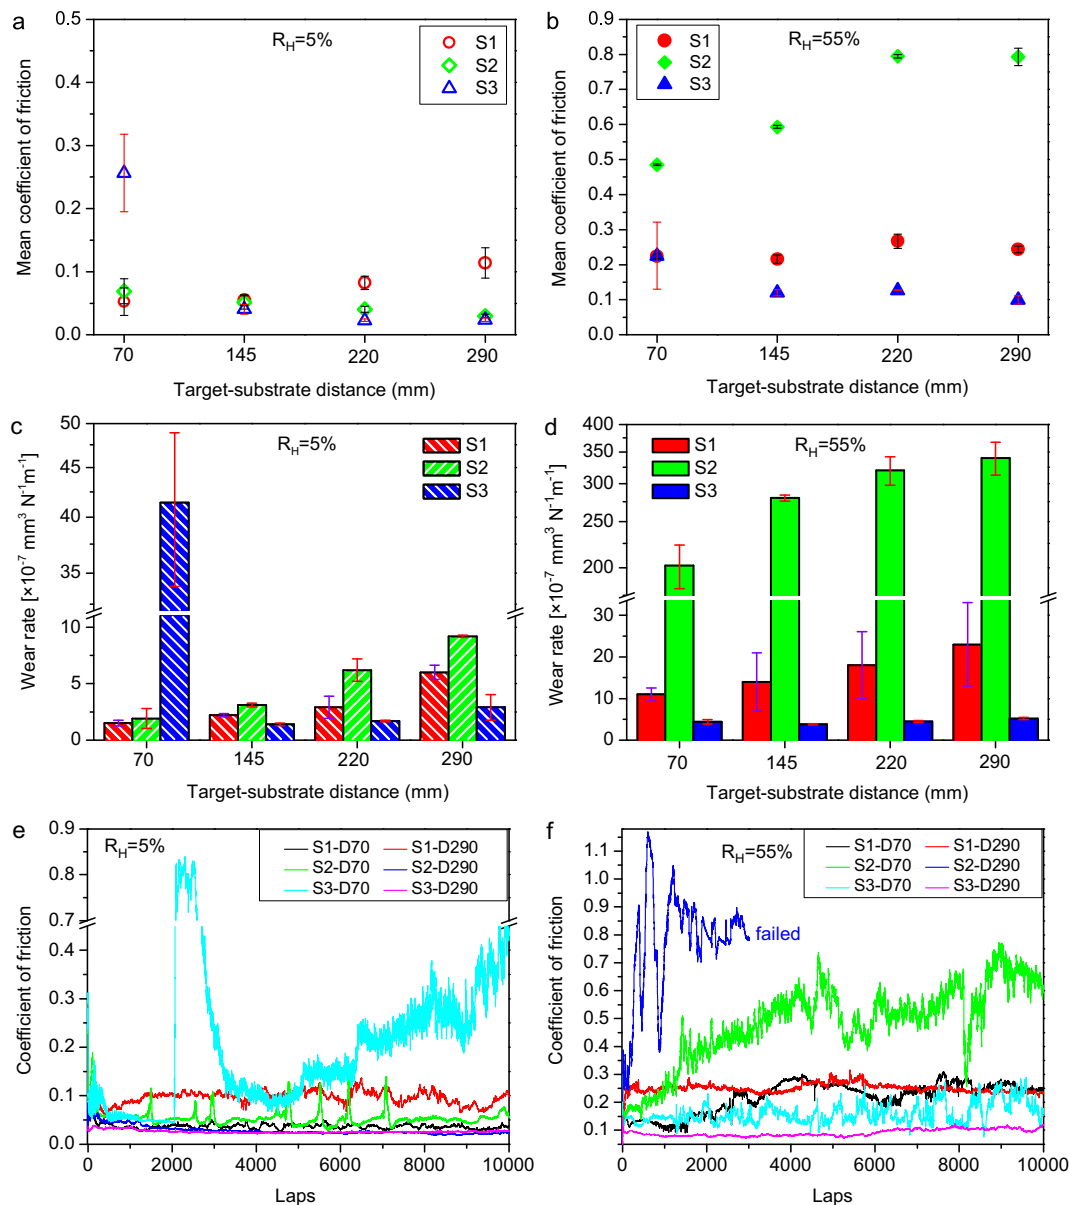 a
R_H=5%
S1
S2
S3
0.5
0.4
0.3
0.2
0.1
0.0
Mean coefficient of friction
70 145 220 290
Target-substrate distance (mm)
b
R_H=55%
S1
S2
S3
0.9
0.8
0.7
0.6
0.5
0.4
0.3
0.2
0.1
0.0
Mean coefficient of friction
70 145 220 290
Target-substrate distance (mm)
c
R_H=5%
S1
S2
S3
50
45
40
35
10
5
0
Wear rate [×10⁻⁷ mm³ N⁻¹m⁻¹]
70 145 220 290
Target-substrate distance (mm)
d
R_H=55%
S1
S2
S3
400
350
300
250
200
30
20
10
0
Wear rate [×10⁻⁷ mm³ N⁻¹m⁻¹]
70 145 220 290
Target-substrate distance (mm)
e
R_H=5%
S1-D70 S1-D290
S2-D70 S2-D290
S3-D70 S3-D290
0.9
0.8
0.7
0.4
0.3
0.2
0.1
0.0
Coefficient of friction
0 2000 4000 6000 8000 10000
Laps
f
R_H=55%
S1-D70 S1-D290
S2-D70 S2-D290
S3-D70 S3-D290
failed
1.1
1.0
0.9
0.8
0.7
0.6
0.5
0.4
0.3
0.2
0.1
Coefficient of friction
0 2000 4000 6000 8000 10000
Laps